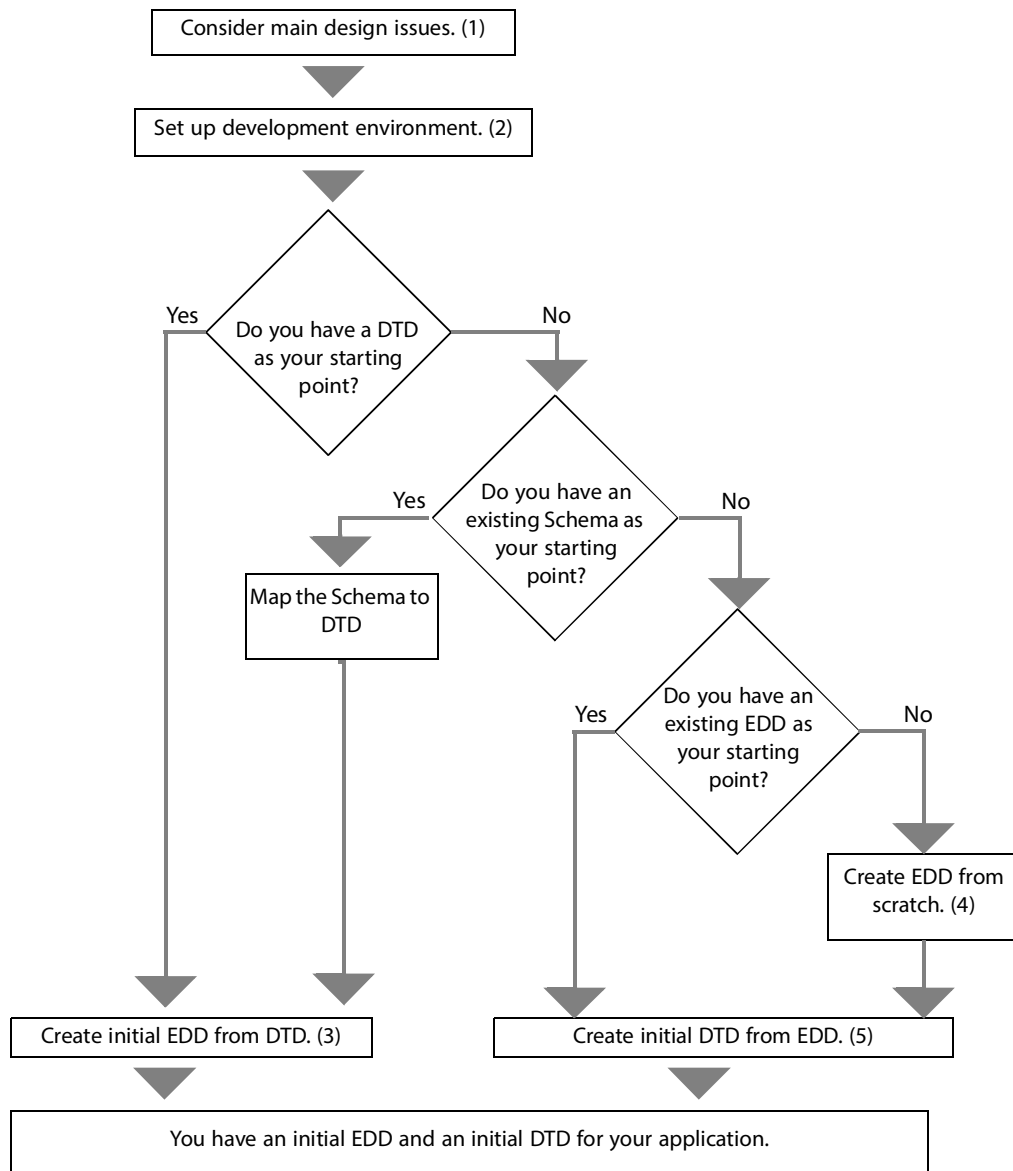 Consider main design issues. (1)
Set up development environment. (2)
Yes
No
Do you have a DTD
as your starting
point?
Yes
No
Do you have an
existing Schema as
your starting
point?
Map the Schema to
DTD
Yes
No
Do you have an
existing EDD as
your starting
point?
Create EDD from
scratch. (4)
Create initial EDD from DTD. (3)
Create initial DTD from EDD. (5)
You have an initial EDD and an initial DTD for your application.